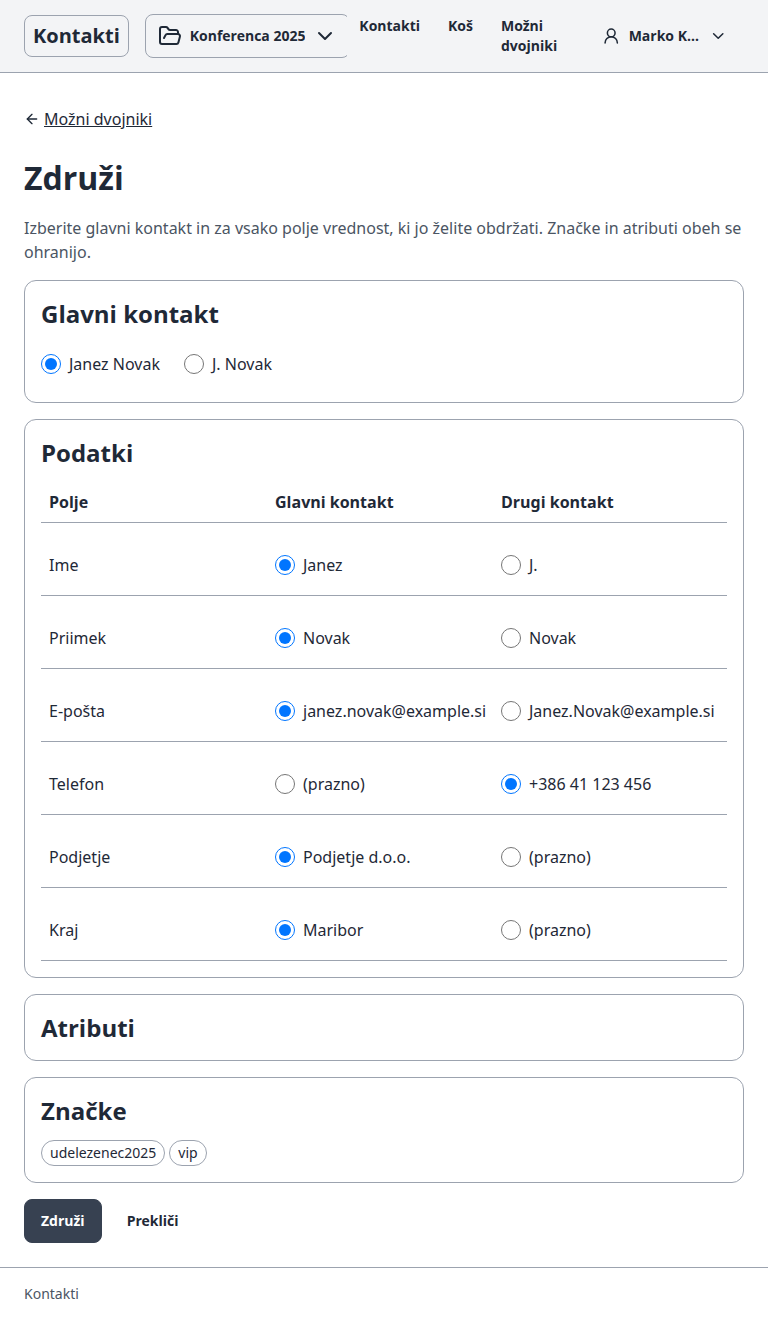 Kontakti
Konferenca 2025
Kontakti
Koš
Možni
dvojniki
Marko K...
Možni dvojniki
Združi
Izberite glavni kontakt in za vsako polje vrednost, ki jo želite obdržati. Značke in atributi obeh se
ohranijo.
Glavni kontakt
Janez Novak J. Novak
Podatki
Polje Glavni kontakt Drugi kontakt
Ime Janez J.
Priimek Novak Novak
E-pošta janez.novak@example.si Janez.Novak@example.si
Telefon (prazno) +386 41 123 456
Podjetje Podjetje d.o.o. (prazno)
Kraj Maribor (prazno)
Atributi
Značke
udelezenec2025 vip
Združi Prekliči
Kontakti